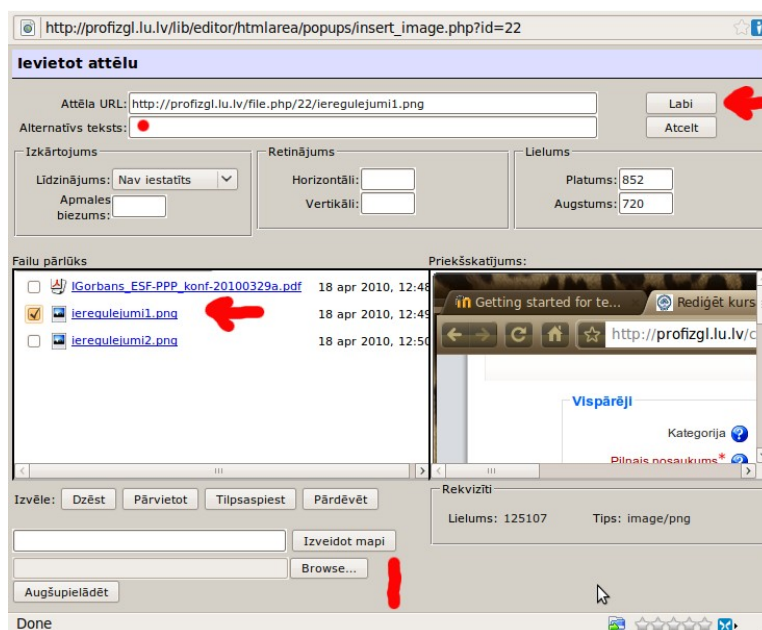 http://profizgl.lu.lv/lib/editor/htmlarea/popups/insert_image.php?id=22
Ievietot attēlu
Attēla URL: http://profizgl.lu.lv/file.php/22/ieregulejumi1.png Labi
Alternatīvs teksts: Atcelt
Izkārtojums Retinājums Lielums
Līdzinājums: Nav iestatīts Horizontāli: Platums: 852
Apmales biezums: Vertikāli: Augstums: 720
Failu pārlūks Priekšskatījums:
IGorbans_ESF-PPP_konf-20100329a.pdf 18 apr 2010, 12:48
ieregulejumi1.png 18 apr 2010, 12:49
ieregulejumi2.png 18 apr 2010, 12:50
Getting started for te... Rediģēt kurs
http://profizgl.lu.lv/c
Vispārēji
Kategorija
Pilnais nosaukums*
Izvēle: Dzēst Pārvietot Tilpsaspiest Pārdēvēt
Rekvizīti
Lielums: 125107 Tips: image/png
Izveidot mapi
Browse...
Augšupielādēt
Done